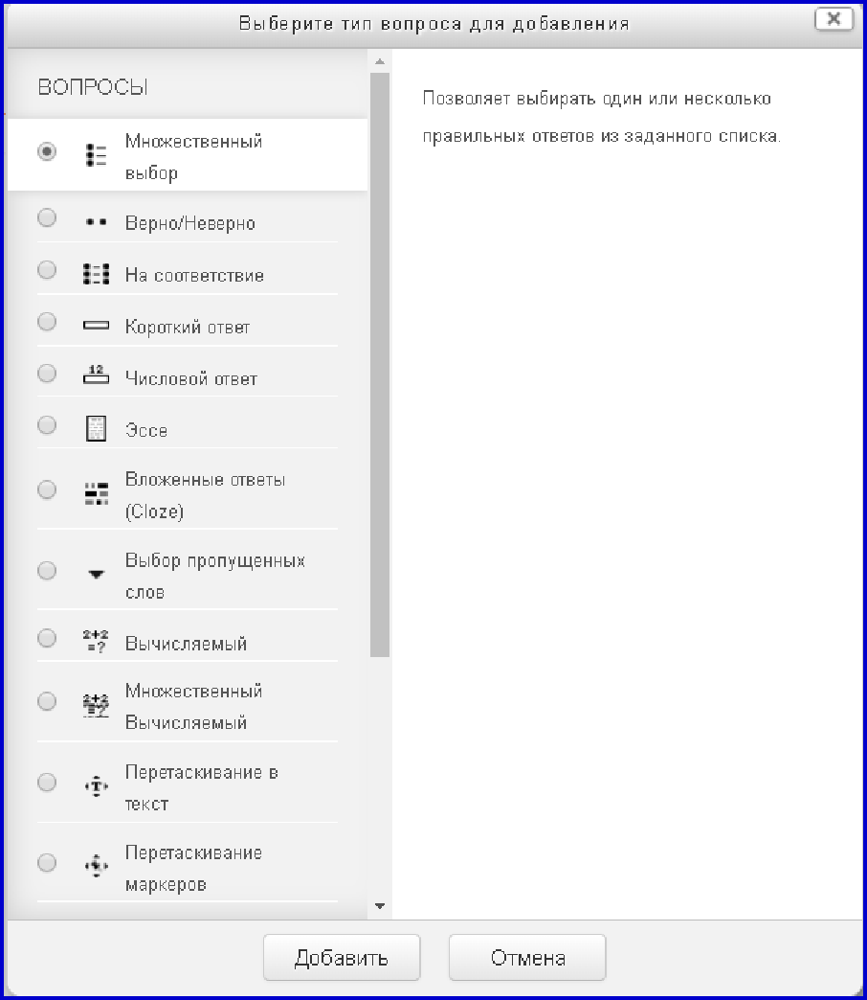 Выберите тип вопроса для добавления
ВОПРОСЫ
Множественный
выбор
Верно/Неверно
На соответствие
Короткий ответ
12
Числовой ответ
Эссе
Вложенные ответы
(Cloze)
Выбор пропущенных
слов
2+2
=?
Вычисляемый
2+2
=?
Множественный
Вычисляемый
T
Перетаскивание в
текст
Перетаскивание
маркеров
Позволяет выбирать один или несколько
правильных ответов из заданного списка.
Добавить
Отмена